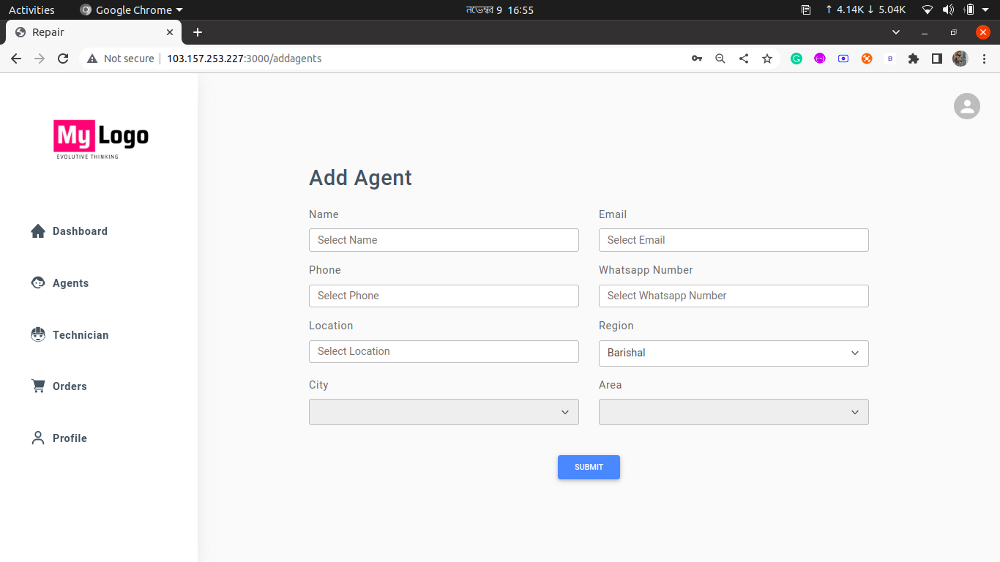 Activities
Google Chrome
নভেম্বর 9 16:55
↑ 4.14K ↓ 5.04K
Repair
Not secure
103.157.253.227:3000/addagents
B
My Logo
EVOLUTIVE THINKING
Dashboard
Agents
Technician
Orders
Profile
Add Agent
Name
Email
Select Name
Select Email
Phone
Whatsapp Number
Select Phone
Select Whatsapp Number
Location
Region
Select Location
Barishal
City
Area
SUBMIT